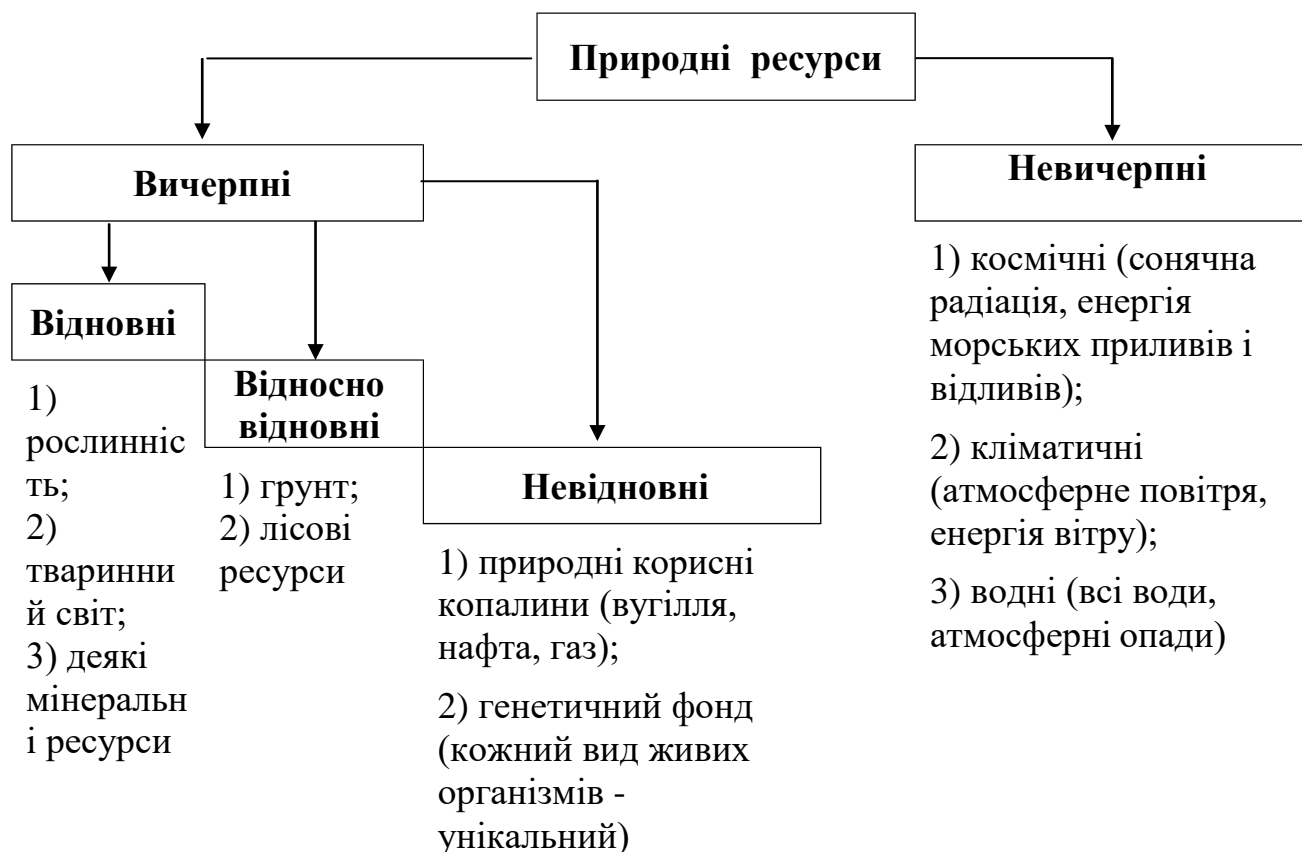 Природні ресурси
Вичерпні
Невичерпні
Відновні
1)
рослинніс
ть;
2)
тваринни
й світ;
3) деякі
мінеральн
і ресурси
Відносно
відновні
1) грунт;
2) лісові
ресурси
Невідновні
1) природні корисні
копалини (вугілля,
нафта, газ);
2) генетичний фонд
(кожний вид живих
організмів -
унікальний)
1) космічні (сонячна
радіація, енергія
морських приливів і
відливів);
2) кліматичні
(атмосферне повітря,
енергія вітру);
3) водні (всі води,
атмосферні опади)